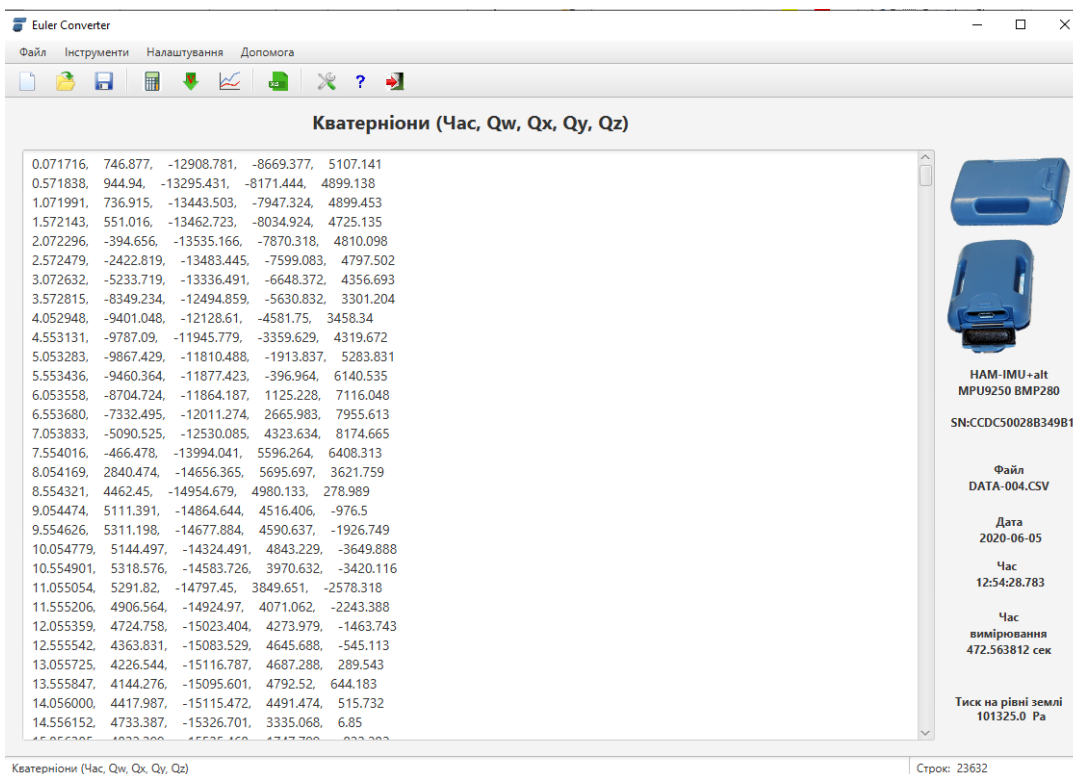 Euler Converter
Файл Інструменти Налаштування Допомога
Кватерніони (Час, Qw, Qx, Qy, Qz)
0.071716, 746.877, -12908.781, -8669.377, 5107.141
0.571838, 944.94, -13295.431, -8171.444, 4899.138
1.071991, 736.915, -13443.503, -7947.324, 4899.453
1.572143, 551.016, -13462.723, -8034.924, 4725.135
2.072296, -394.656, -13535.166, -7870.318, 4810.098
2.572479, -2422.819, -13483.445, -7599.083, 4797.502
3.072632, -5233.719, -13336.491, -6648.372, 4356.693
3.572815, -8349.234, -12494.859, -5630.832, 3301.204
4.052948, -9401.048, -12128.61, -4581.75, 3458.34
4.553131, -9787.09, -11945.779, -3359.629, 4319.672
5.053283, -9867.429, -11810.488, -1913.837, 5283.831
5.553436, -9460.364, -11877.423, -396.964, 6140.535
6.053558, -8704.724, -11864.187, 1125.228, 7116.048
6.553680, -7332.495, -12011.274, 2665.983, 7955.613
7.053833, -5090.525, -12530.085, 4323.634, 8174.665
7.554016, -466.478, -13994.041, 5596.264, 6408.313
8.054169, 2840.474, -14656.365, 5695.697, 3621.759
8.554321, 4462.45, -14954.679, 4980.133, 278.989
9.054474, 5111.391, -14864.644, 4516.406, -976.5
9.554626, 5311.198, -14677.884, 4590.637, -1926.749
10.054779, 5144.497, -14324.491, 4843.229, -3649.888
10.554901, 5318.576, -14583.726, 3970.632, -3420.116
11.055054, 5291.82, -14797.45, 3849.651, -2578.318
11.555206, 4906.564, -14924.97, 4071.062, -2243.388
12.055359, 4724.758, -15023.404, 4273.979, -1463.743
12.555542, 4363.831, -15083.529, 4645.688, -545.113
13.055725, 4226.544, -15116.787, 4687.288, 289.543
13.555847, 4144.276, -15095.601, 4792.52, 644.183
14.056000, 4417.987, -15115.472, 4491.474, 515.732
14.556152, 4733.387, -15326.701, 3335.068, 6.85
HAM-IMU+alt
MPU9250 BMP280
SN:CCDC50028B349B1
Файл
DATA-004.CSV
Дата
2020-06-05
Час
12:54:28.783
Час
вимірювання
472.563812 сек
Тиск на рівні землі
101325.0 Pa
Кватерніони (Час, Qw, Qx, Qy, Qz)
Строк: 23632